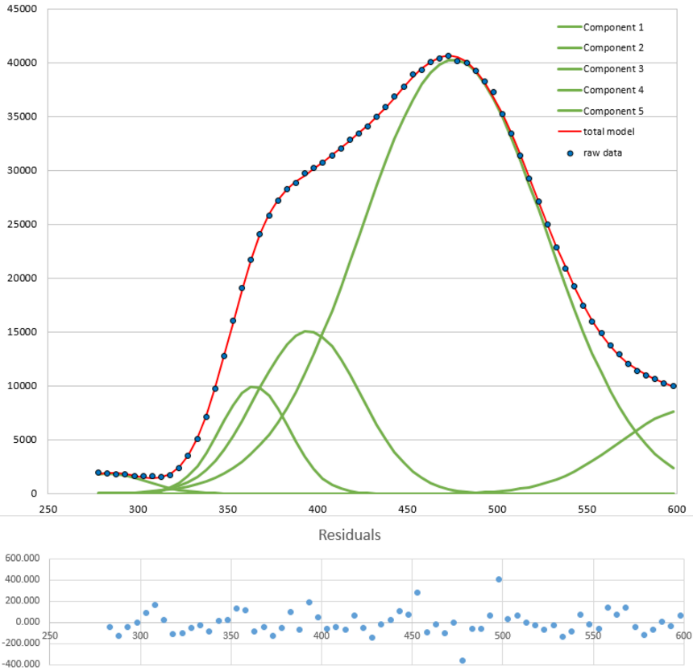 45000
40000
35000
30000
25000
20000
15000
10000
5000
0
250 300 350 400 450 500 550 600
Component 1
Component 2
Component 3
Component 4
Component 5
total model
raw data
Residuals
600.000
400.000
200.000
0.000
-200.000
-400.000
250 300 350 400 450 500 550 600